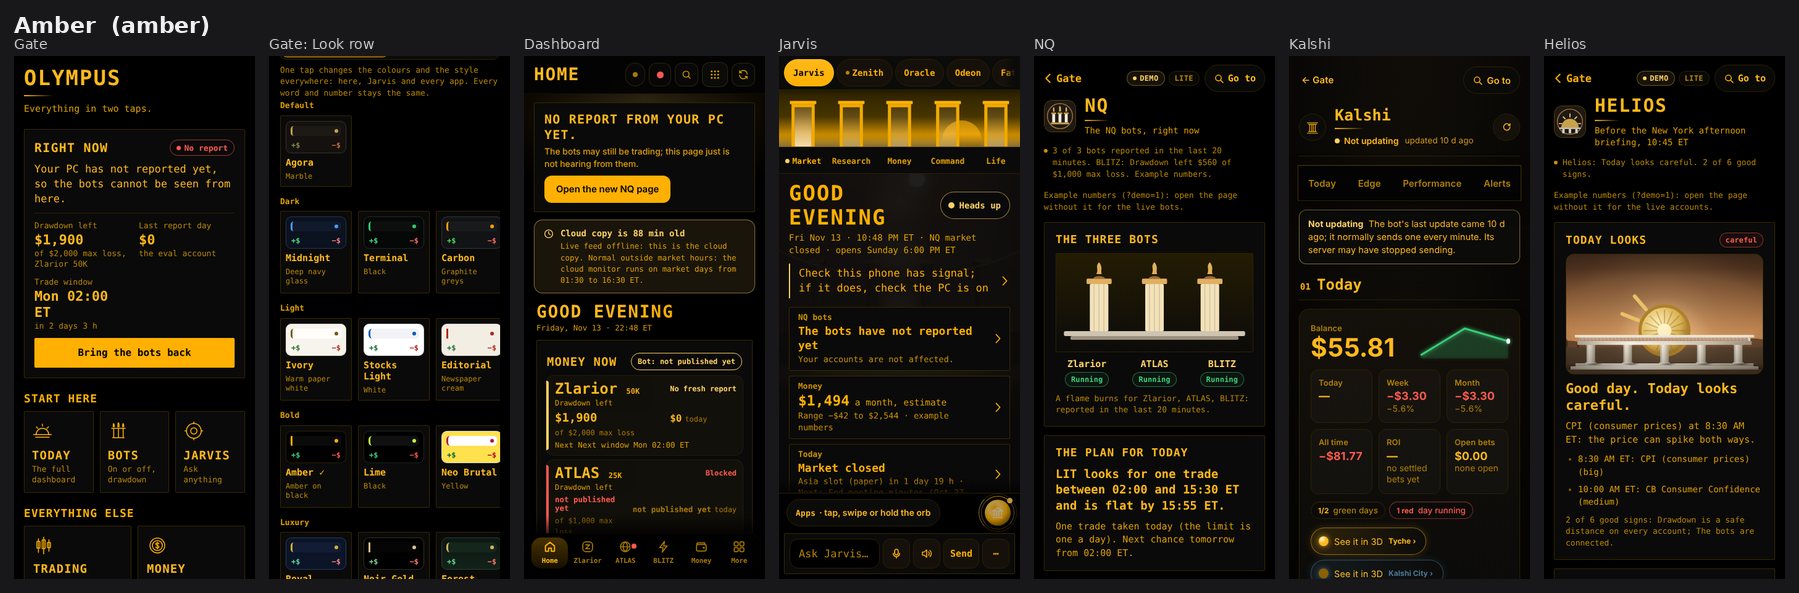 Amber (amber)
Gate
OLYMPUS
Everything in two taps.
RIGHT NOW
No report
Your PC has not reported yet,
so the bots cannot be seen from
here.
Drawdown left
Last report day
$1,900
$0
of $2,000 max loss,
the eval account
Zlarior 50K
Trade window
Mon 02:00
ET
in 2 days 3 h
Bring the bots back
START HERE
TODAY
BOTS
JARVIS
The full
dashboard
On or off,
drawdown
Ask
anything
EVERYTHING ELSE
TRADING
MONEY
Gate: Look row
One tap changes the colours and the style
everywhere: here, Jarvis and every app. Every
word and number stays the same.
Default
+$
−$
Agora
Marble
Dark
+$
−$
+$
−$
+$
−$
Midnight
Terminal
Carbon
Deep navy
glass
Black
Graphite
greys
Light
+$
−$
+$
−$
+$
−$
Ivory
Stocks
Light
Editorial
Warm paper
white
White
Newspaper
cream
Bold
+$
−$
+$
−$
+$
−$
Amber ✓
Lime
Neo Brutal
Amber on
black
Black
Yellow
Luxury
+$
−$
+$
−$
+$
−$
Royal
Noir Gold
Forest
Dashboard
HOME
NO REPORT FROM YOUR PC
YET.
The bots may still be trading; this page just is
not hearing from them.
Open the new NQ page
Cloud copy is 88 min old
Live feed offline: this is the cloud
copy. Normal outside market hours: the
cloud monitor runs on market days from
01:30 to 16:30 ET.
GOOD EVENING
Friday, Nov 13 · 22:48 ET
MONEY NOW
Bot: not published yet
Zlarior 50K
No fresh report
Drawdown left
$1,900
$0 today
of $2,000 max loss
Next Next window Mon 02:00 ET
ATLAS 25K
Blocked
Drawdown left
not published
yet
not published yet today
of $1,000 max
loss
Home
Zlarior
ATLAS
BLITZ
Money
More
Jarvis
Jarvis
Zenith
Oracle
Odeon
Fa
Market
Research
Money
Command
Life
GOOD
EVENING
Heads up
Fri Nov 13 · 10:48 PM ET · NQ market
closed · opens Sunday 6:00 PM ET
Check this phone has signal;
if it does, check the PC is on
NQ bots
The bots have not reported
yet
Your accounts are not affected.
Money
$1,494 a month, estimate
Range −$42 to $2,544 · example
numbers
Today
Market closed
Asia slot (paper) in 1 day 19 h ·
Apps · tap, swipe or hold the orb
Ask Jarvis…
Send
NQ
Gate
DEMO
LITE
Go to
NQ
The NQ bots, right now
3 of 3 bots reported in the last 20
minutes. BLITZ: Drawdown left $560 of
$1,000 max loss. Example numbers.
Example numbers (?demo=1): open the page
without it for the live bots.
THE THREE BOTS
Zlarior
ATLAS
BLITZ
Running
Running
Running
A flame burns for Zlarior, ATLAS, BLITZ:
reported in the last 20 minutes.
THE PLAN FOR TODAY
LIT looks for one trade
between 02:00 and 15:30 ET
and is flat by 15:55 ET.
One trade taken today (the limit is
one a day). Next chance tomorrow
from 02:00 ET.
Kalshi
← Gate
Go to
Kalshi
Not updating updated 10 d ago
Today
Edge
Performance
Alerts
Not updating The bot's last update came 10 d
ago; it normally sends one every minute. Its
server may have stopped sending.
01 Today
Balance
$55.81
Today
—
Week
−$3.30
−5.6%
Month
−$3.30
−5.6%
All time
−$81.77
ROI
—
no settled
bets yet
Open bets
$0.00
none open
1/2 green days
1 red day running
See it in 3D Tyche ›
See it in 3D Kalshi City ›
Helios
Gate
DEMO
LITE
Go to
HELIOS
Before the New York afternoon
briefing, 10:45 ET
Helios: Today looks careful. 2 of 6 good
signs.
Example numbers (?demo=1): open the page
without it for the live accounts.
TODAY LOOKS
careful
Good day. Today looks
careful.
CPI (consumer prices) at 8:30 AM
ET: the price can spike both ways.
8:30 AM ET: CPI (consumer prices)
(big)
10:00 AM ET: CB Consumer Confidence
(medium)
2 of 6 good signs: Drawdown is a safe
distance on every account; The bots are
connected.